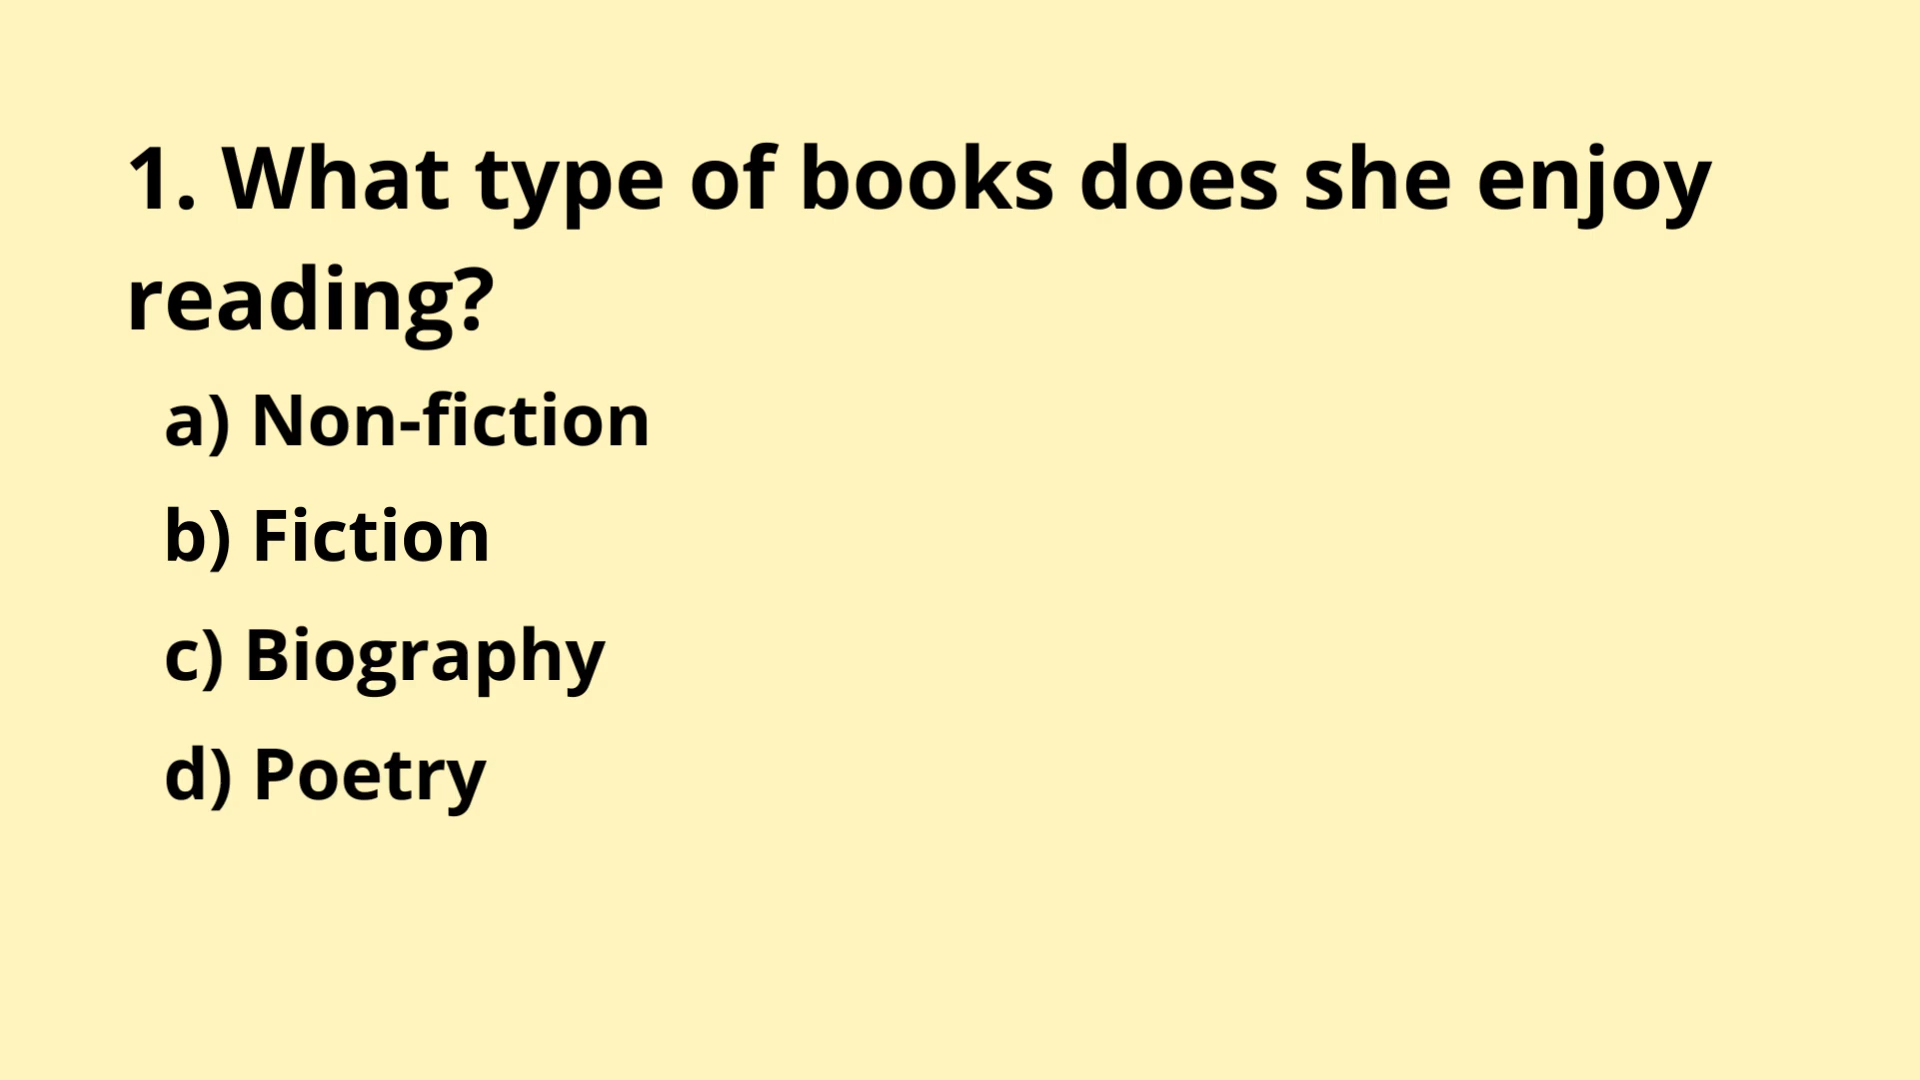 1. What type of books does she enjoy
reading?
a) Non-fiction
b) Fiction
c) Biography
d) Poetry